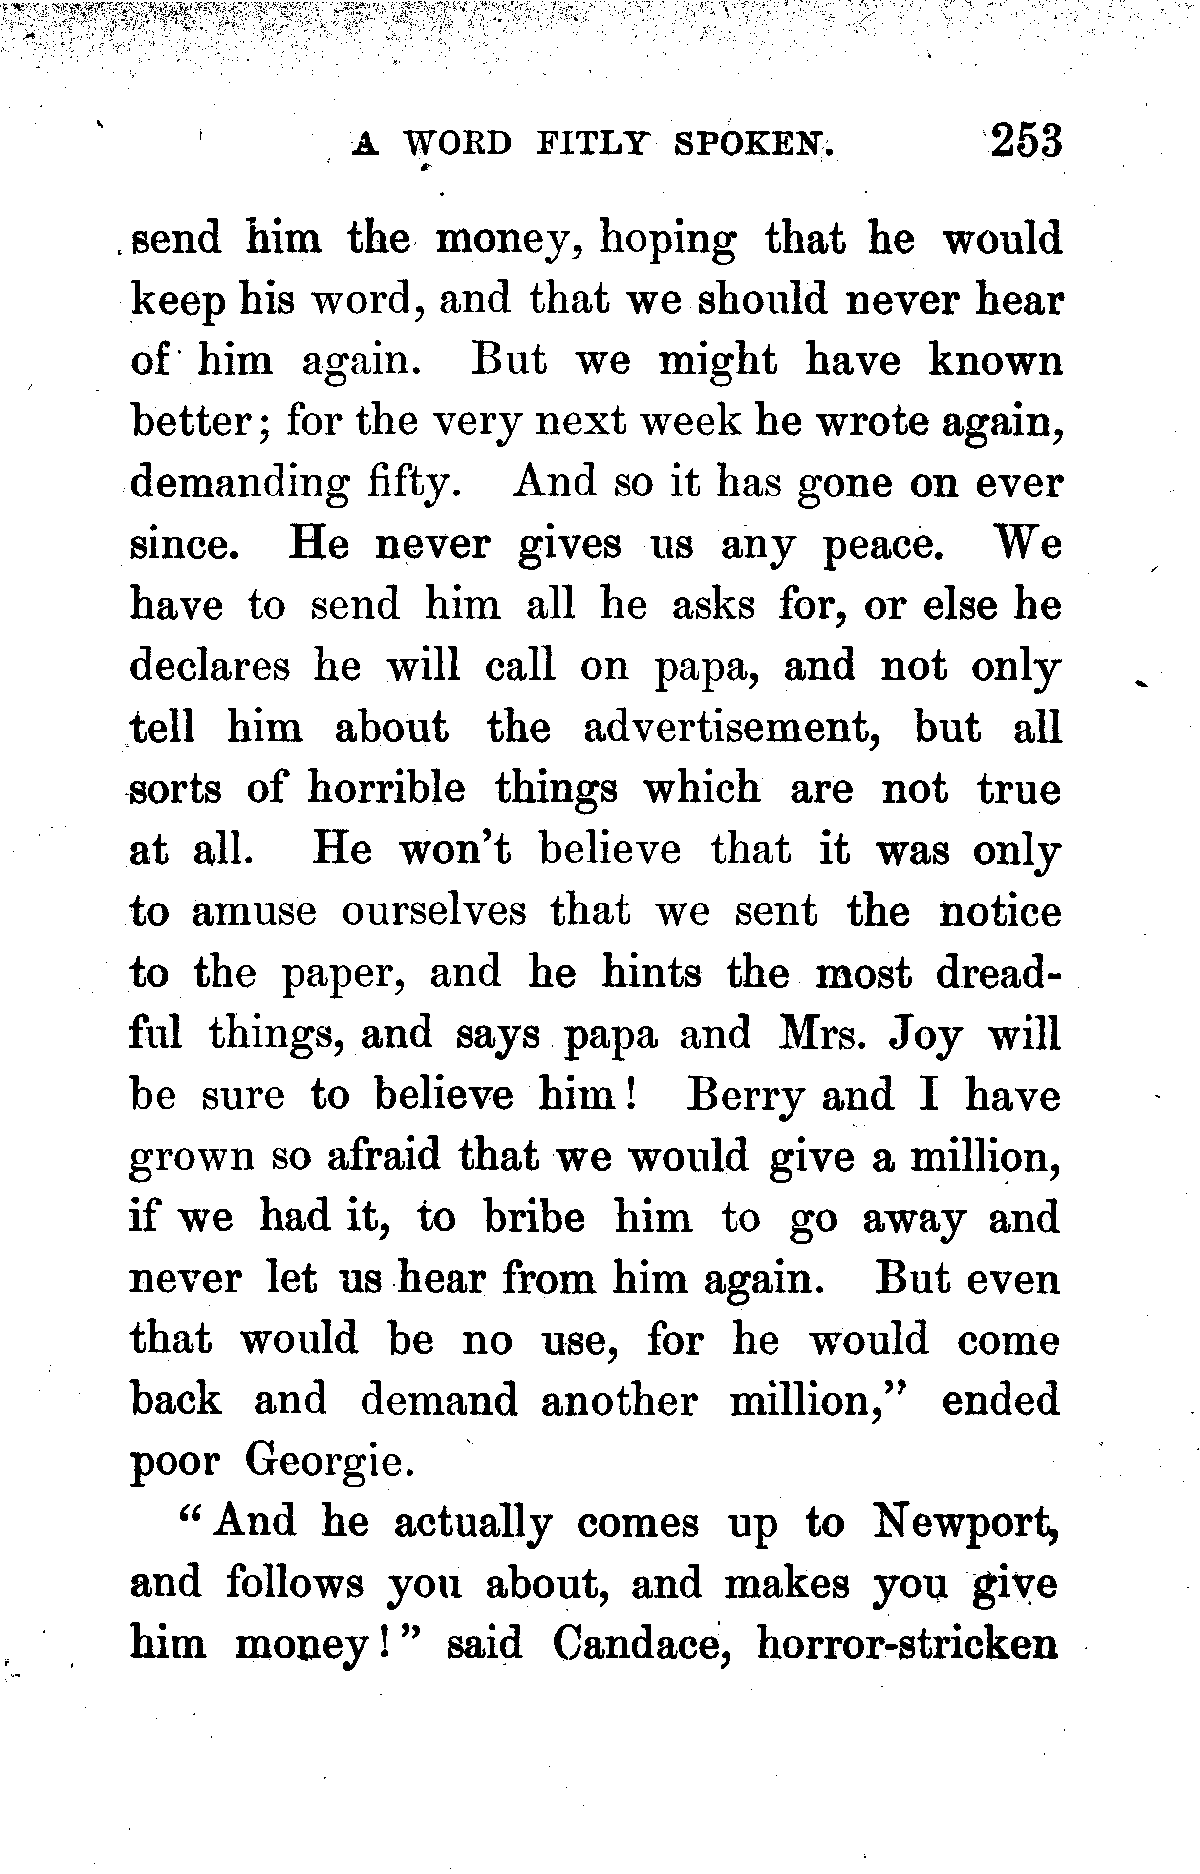 A WORD FITLY SPOKEN. 253
send him the money, hoping that he would
keep his word, and that we should never hear
of him again. But we might have known
better; for the very next week he wrote again,
demanding fifty. And so it has gone on ever
since. He never gives us any peace. We
have to send him all he asks for, or else he
declares he will call on papa, and not only
tell him about the advertisement, but all
sorts of horrible things which are not true
at all. He won't believe that it was only
to amuse ourselves that we sent the notice
to the paper, and he hints the most dread-
ful things, and says papa and Mrs. Joy will
be sure to believe him! Berry and I have
grown so afraid that we would give a million,
if we had it, to bribe him to go away and
never let us hear from him again. But even
that would be no use, for he would come
back and demand another million," ended
poor Georgie.
"And he actually comes up to Newport,
and follows you about, and makes you give
him money!" said Candace, horror-stricken